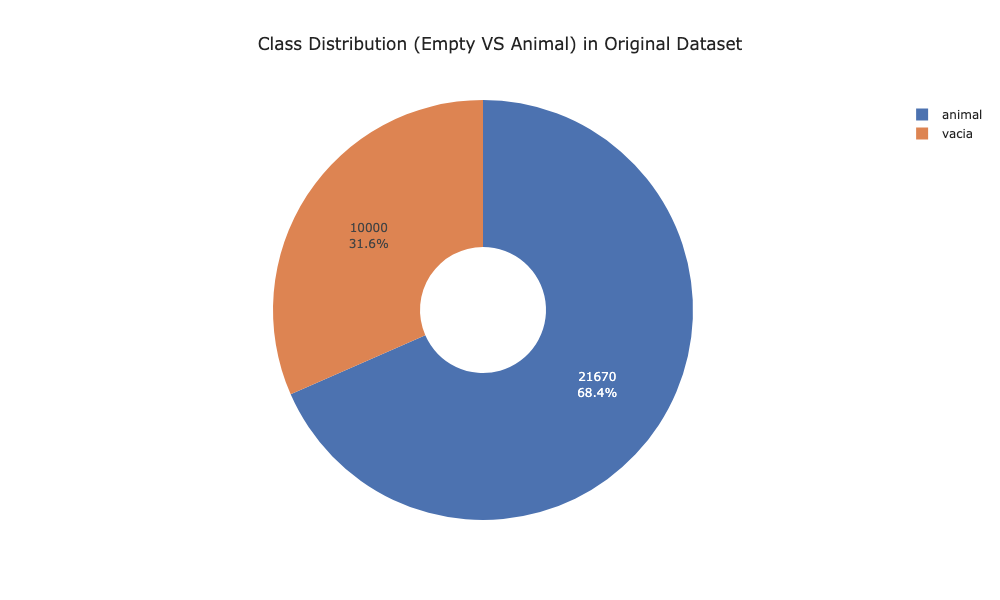 Class Distribution (Empty VS Animal) in Original Dataset
animal
vacia
10000
31.6%
21670
68.4%